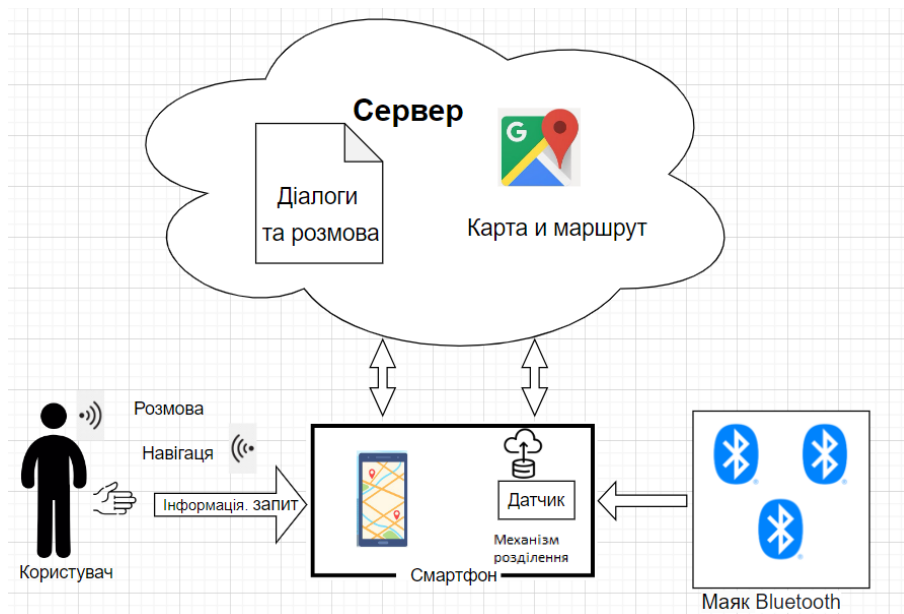 Сервер
Діалоги
та розмова
G
Карта и маршрут
Розмова
Навігаця
Інформація. запит
Користувач
Датчик
Механізм
розділення
Смартфон
Маяк Bluetooth